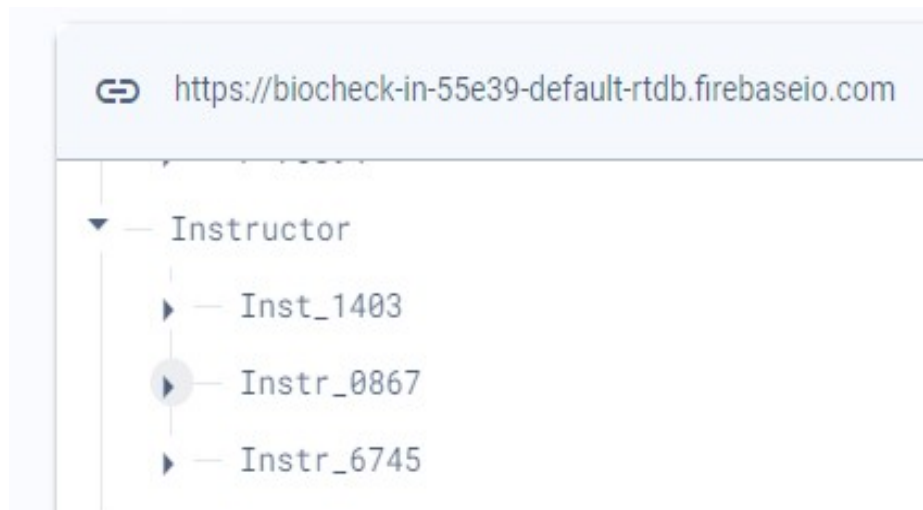 https://biocheck-in-55e39-default-rtdb.firebaseio.com
Instructor
Inst_1403
Instr_0867
Instr_6745